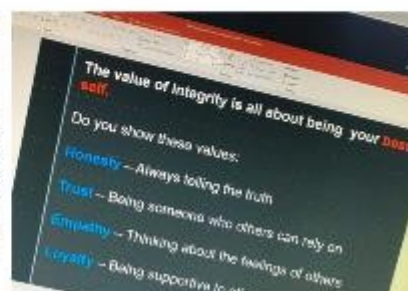 The value of integrity is all about being your best
self.
Do you show these values:
Honesty – Always telling the truth
Trust – Being someone who others can rely on
Empathy – Thinking about the feelings of others
Loyalty – Being supportive to